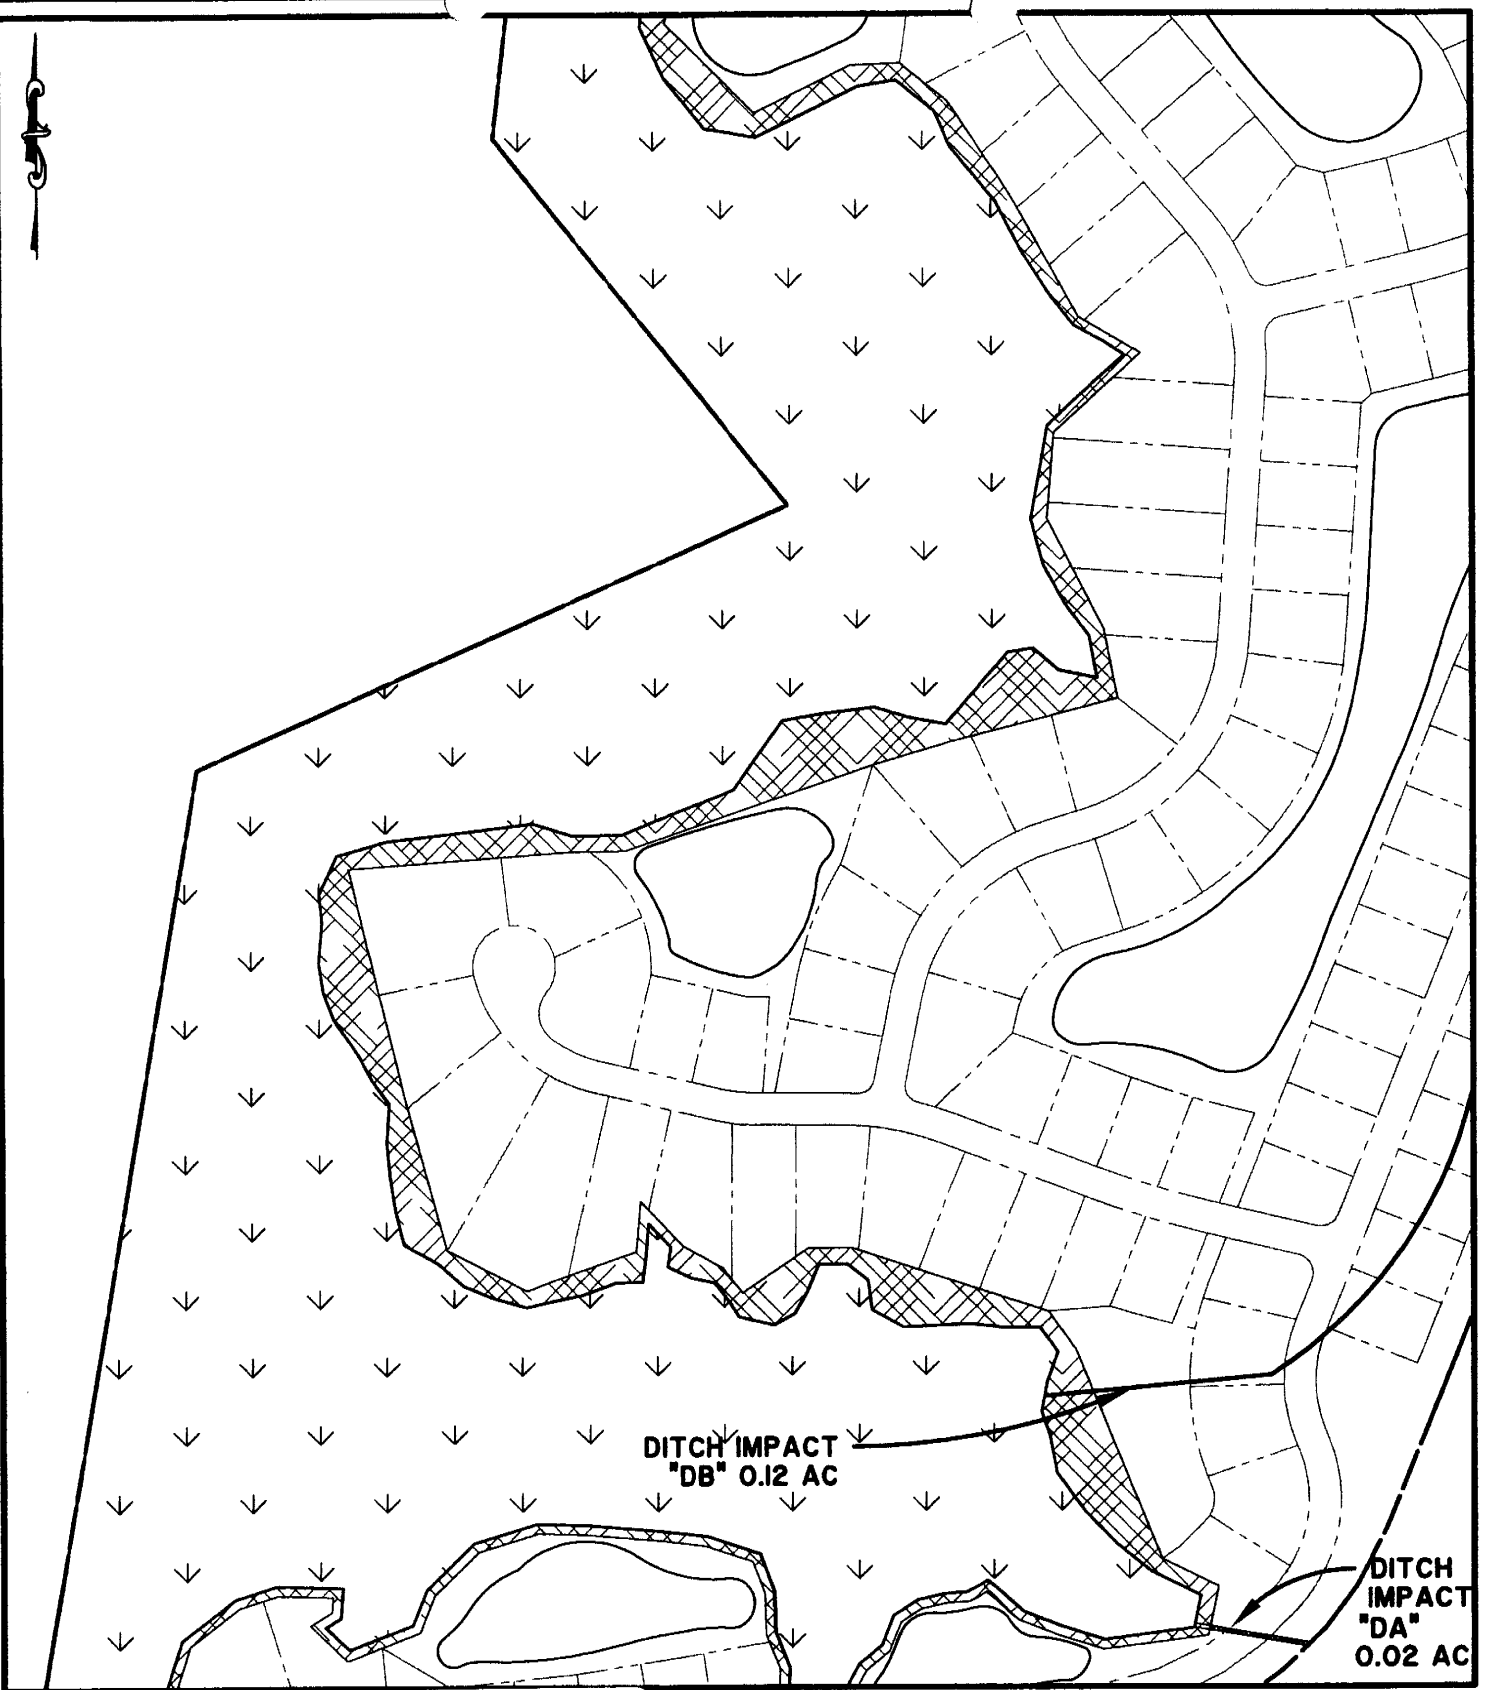 DITCH IMPACT
"DB" 0.12 AC
DITCH
IMPACT
"DA"
0.02 AC